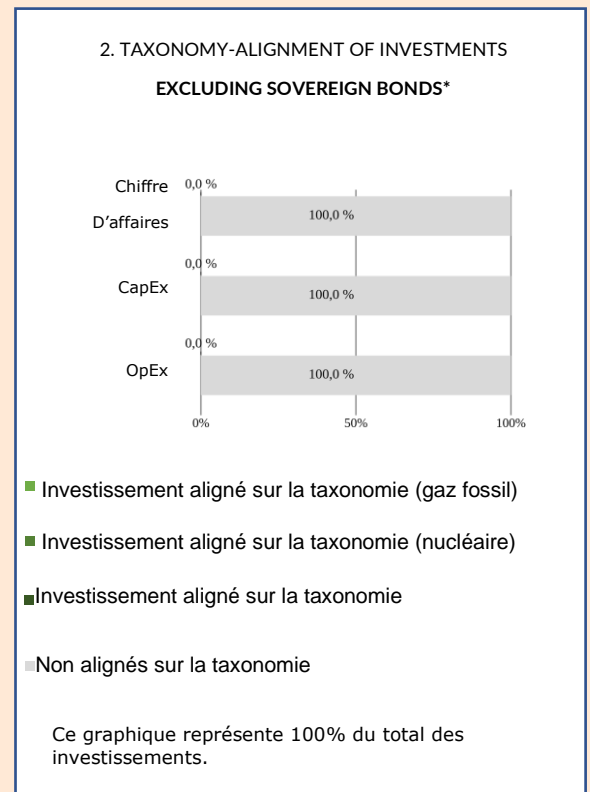 2. TAXONOMY-ALIGNMENT OF INVESTMENTS
EXCLUDING SOVEREIGN BONDS*
Chiffre
D’affaires
0,0 %
100,0 %
CapEx
0,0 %
100,0 %
OpEx
0,0 %
100,0 %
0%
50%
100%
Investissement aligné sur la taxonomie (gaz fossil)
Investissement aligné sur la taxonomie (nucléaire)
Investissement aligné sur la taxonomie
Non alignés sur la taxonomie
Ce graphique représente 100% du total des
investissements.